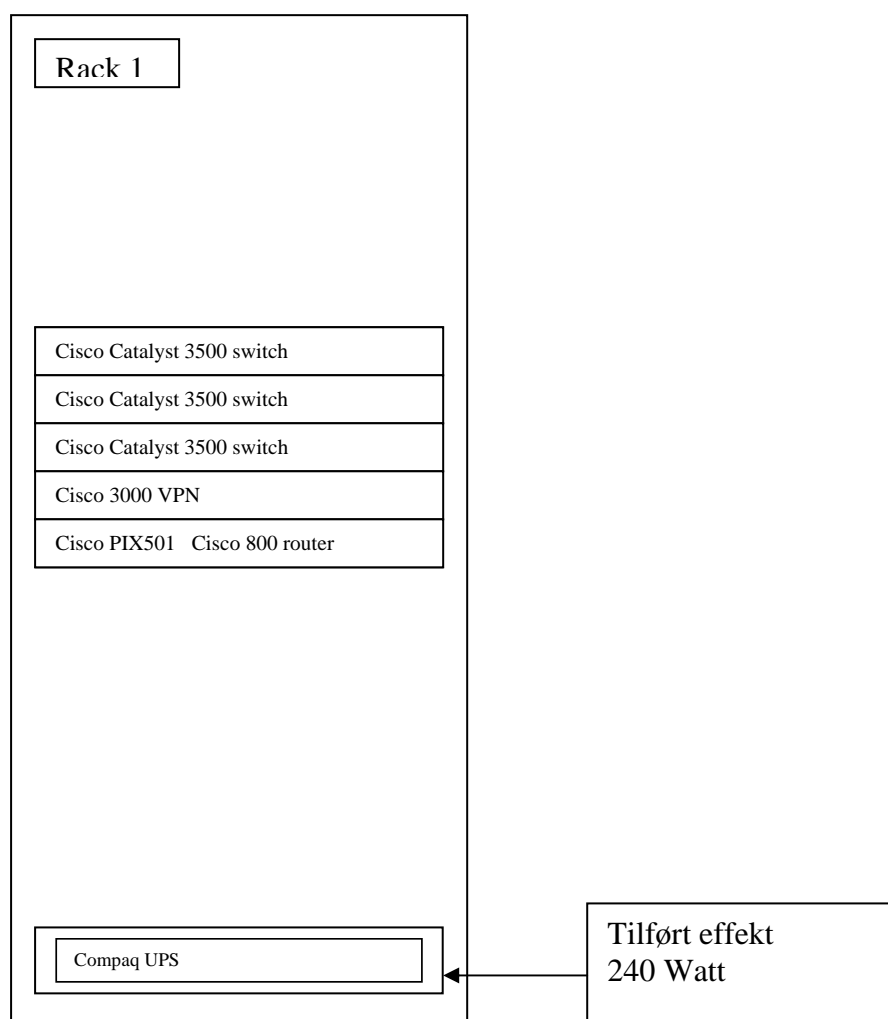 Rack 1
Cisco Catalyst 3500 switch
Cisco Catalyst 3500 switch
Cisco Catalyst 3500 switch
Cisco 3000 VPN
Cisco PIX501   Cisco 800 router
Compaq UPS
Tilført effekt
240 Watt